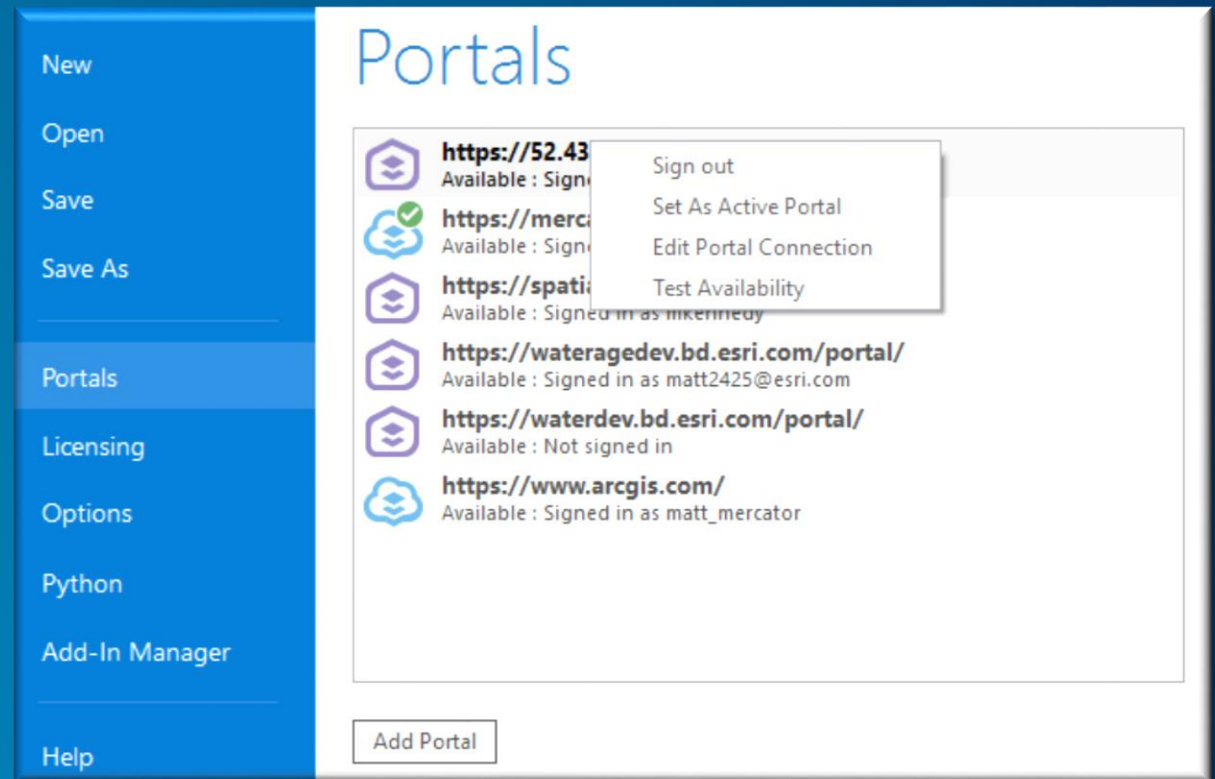 New
Open
Save
Save As
Portals
Licensing
Options
Python
Add-In Manager
Help
Portals
https://52.43
Available : Signe
https://merca
Available : Signe
https://spatia
Available : Signed in as mkennedy
https://wateragedev.bd.esri.com/portal/
Available : Signed in as matt2425@esri.com
https://waterdev.bd.esri.com/portal/
Available : Not signed in
https://www.arcgis.com/
Available : Signed in as matt_mercator
Sign out
Set As Active Portal
Edit Portal Connection
Test Availability
Add Portal